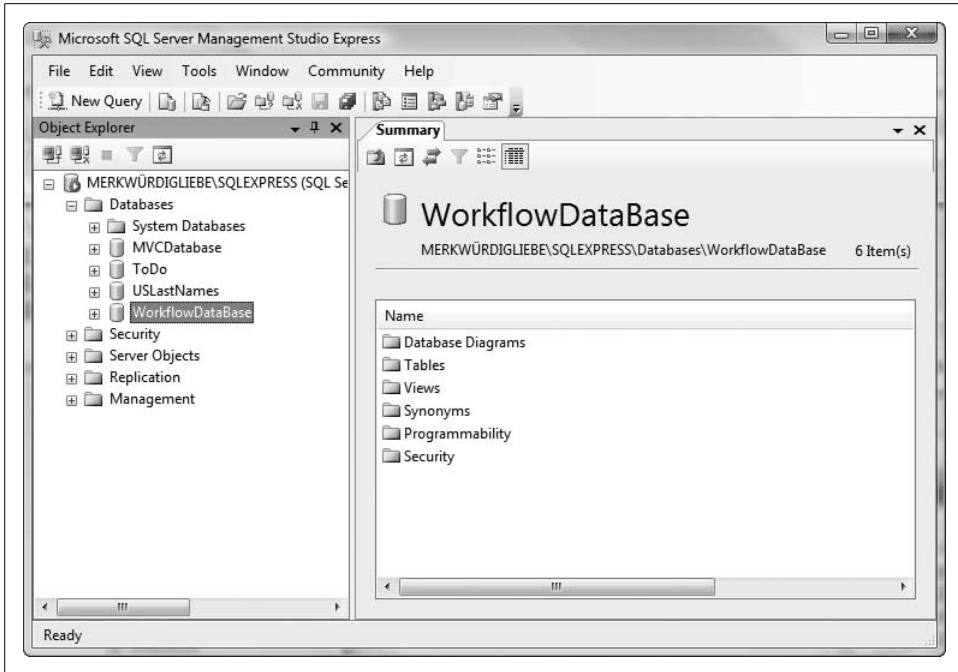 Microsoft SQL Server Management Studio Express
File Edit View Tools Window Community Help
New Query
Object Explorer
MERKWÜRDIGLIEBE\SQLEXPRESS (SQL Se
Databases
System Databases
MVCDatabase
ToDo
USLastNames
WorkflowDataBase
Security
Server Objects
Replication
Management
Summary
WorkflowDataBase
MERKWÜRDIGLIEBE\SQLEXPRESS\Databases\WorkflowDataBase 6 Item(s)
Name
Database Diagrams
Tables
Views
Synonyms
Programmability
Security
Ready